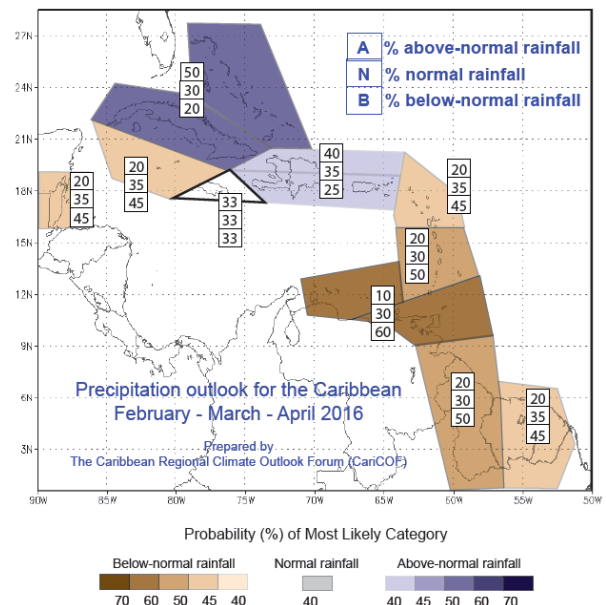 27N
24N
21N
18N
15N
12N
9N
6N
3N
90W
85W
80W
75W
70W
65W
60W
55W
50W
A % above-normal rainfall
N % normal rainfall
B % below-normal rainfall
50
30
20
40
35
25
20
35
45
20
35
45
20
35
45
33
33
33
20
30
50
10
30
60
20
30
50
20
35
45
Precipitation outlook for the Caribbean
February - March - April 2016
Prepared by
The Caribbean Regional Climate Outlook Forum (CariCOF)
Probability (%) of Most Likely Category
Below-normal rainfall Normal rainfall Above-normal rainfall
70 60 50 45 40 40 40 45 50 60 70